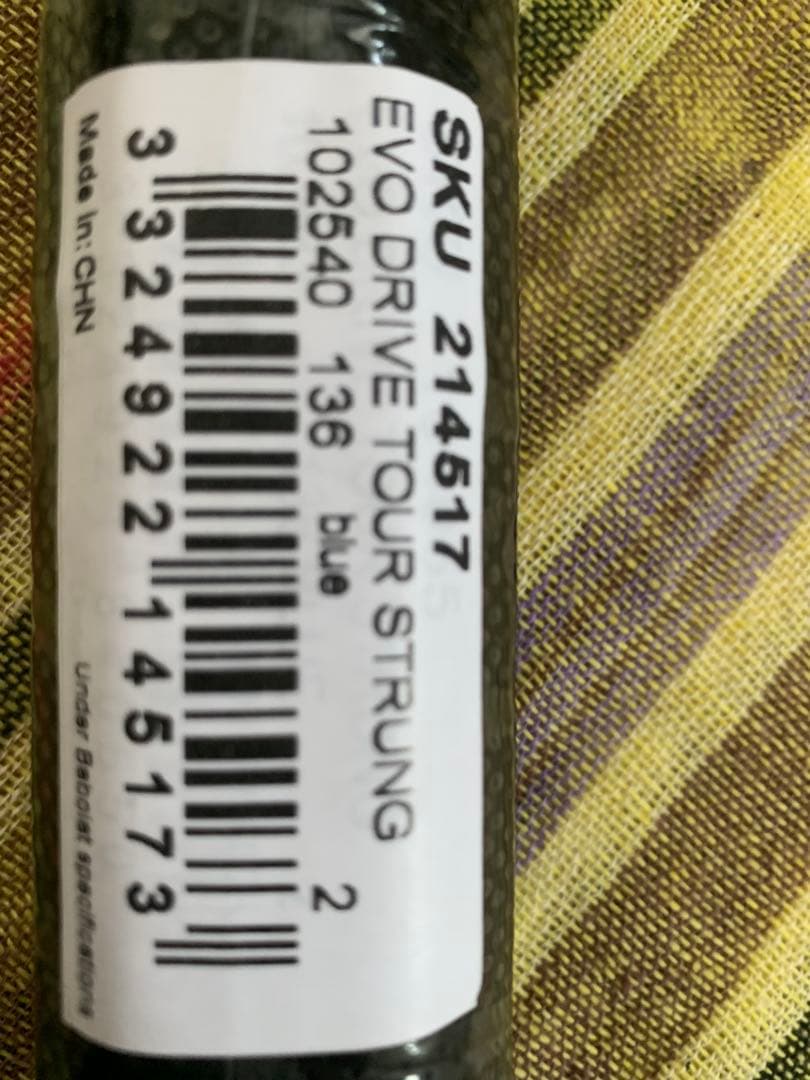 SKU 214517
EVO DRIVE TOUR STRUNG
102540 136 blue 2
3 324922 145173
Made In: CHN Under Babolat specifications